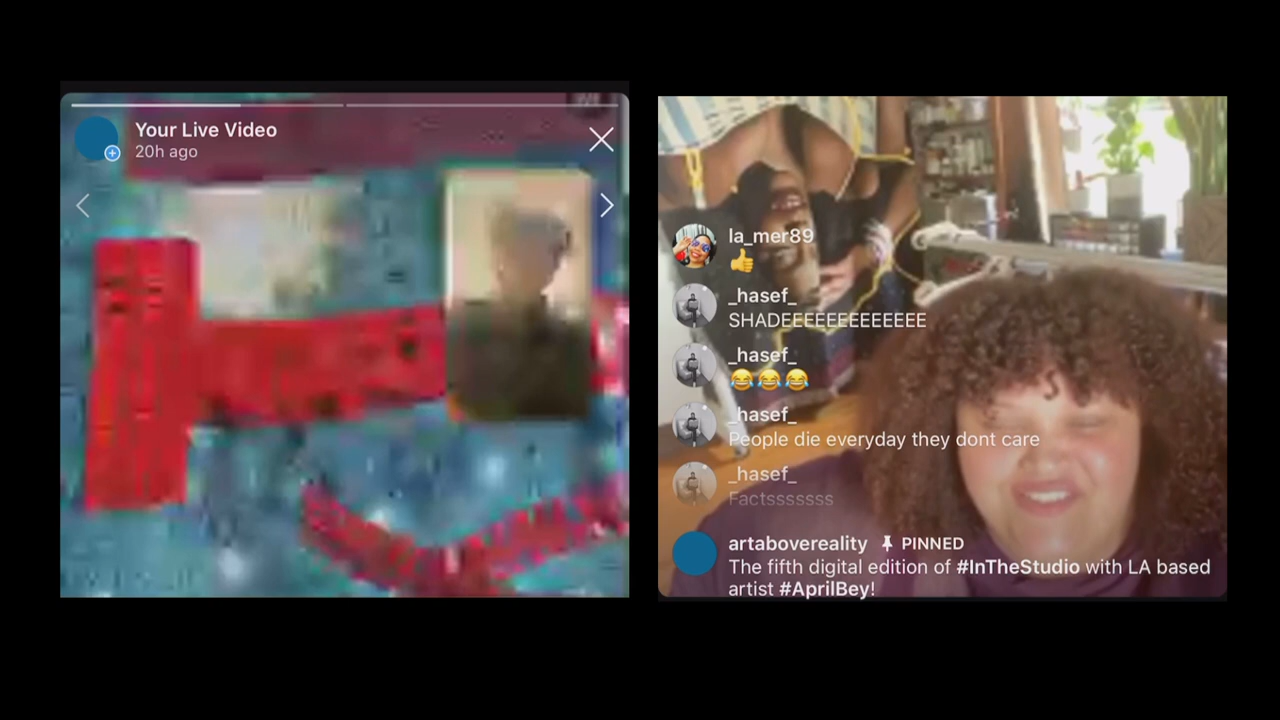 Your Live Video
20h ago
la_mer89
👍
_hasef_
SHADEEEEEEEEEEEEE
_hasef_
😂😂😂
_hasef_
People die everyday they dont care
_hasef_
Factsssssss
artabovereality 📌 PINNED
The fifth digital edition of #InTheStudio with LA based
artist #AprilBey!